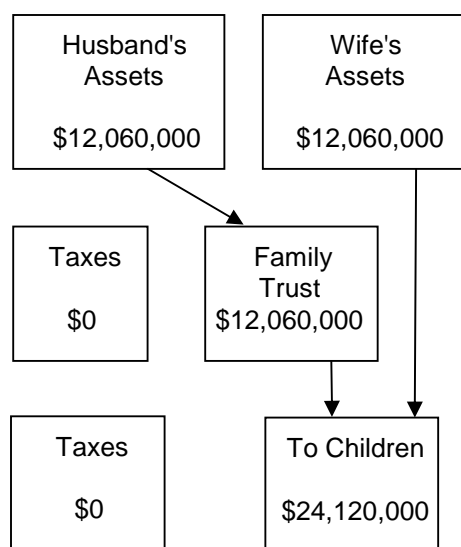 Husband's
Assets
$12,060,000
Wife's
Assets
$12,060,000
Taxes
$0
Family
Trust
$12,060,000
Taxes
$0
To Children
$24,120,000